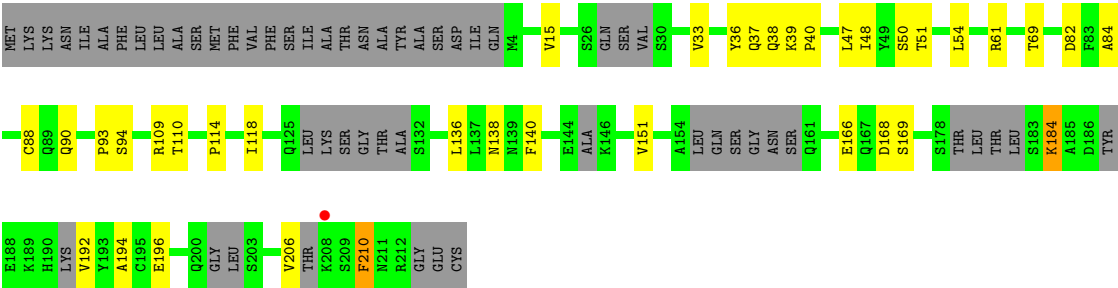 MET LYS LYS ASN ILE ALA PHE LEU LEU ALA SER MET PHE VAL PHE SER ILE ALA THR ASN ALA TYR ALA SER ASP ILE GLN M4 V15 S26 GLN SER VAL S30 V33 Y36 Q37 Q38 K39 P40 L47 I48 Y49 S50 T51 L54 R61 T69 D82 F83 A84
C88 Q89 Q90 P93 S94 R109 T110 P114 I118 Q125 LEU LYS SER GLY THR ALA S132 L136 L137 N138 N139 F140 E144 ALA K146 V151 A154 LEU GLN SER GLY ASN SER Q161 E166 Q167 D168 S169 S178 THR LEU THR LEU S183 K184 A185 D186 TYR
E188 K189 H190 LYS V192 Y193 A194 C195 E196 Q200 GLY LEU S203 V206 THR K208 S209 F210 N211 R212 GLY GLU CYS